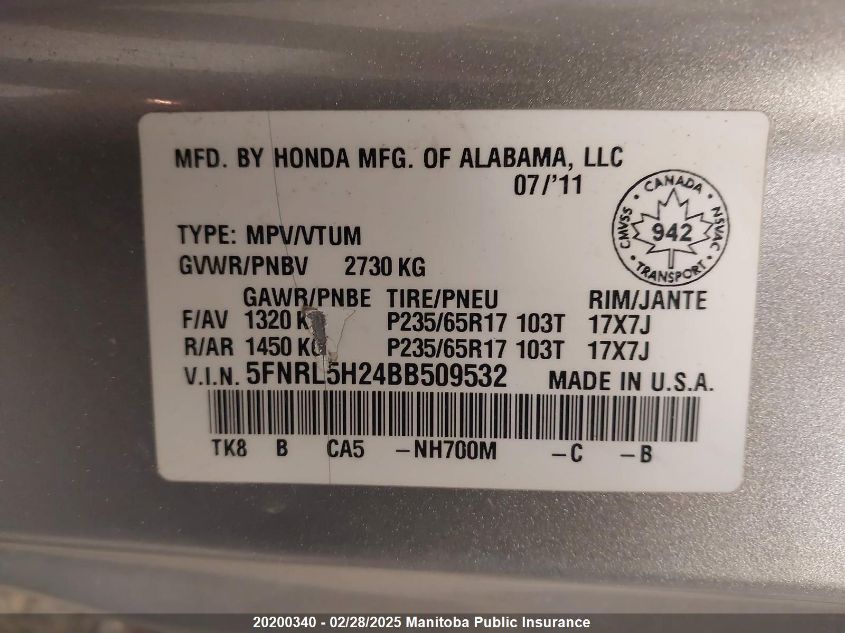 MFD. BY HONDA MFG. OF ALABAMA, LLC
07/'11
CANADA
CMVSS 942 NSVAC
TRANSPORT
TYPE: MPV/VTUM
GVWR/PNBV 2730 KG
GAWR/PNBE TIRE/PNEU RIM/JANTE
F/AV 1320 K P235/65R17 103T 17X7J
R/AR 1450 KG P235/65R17 103T 17X7J
V.I.N. 5FNRL5H24BB509532 MADE IN U.S.A.
TK8 B CA5 -NH700M -C -B
20200340 - 02/28/2025 Manitoba Public Insurance